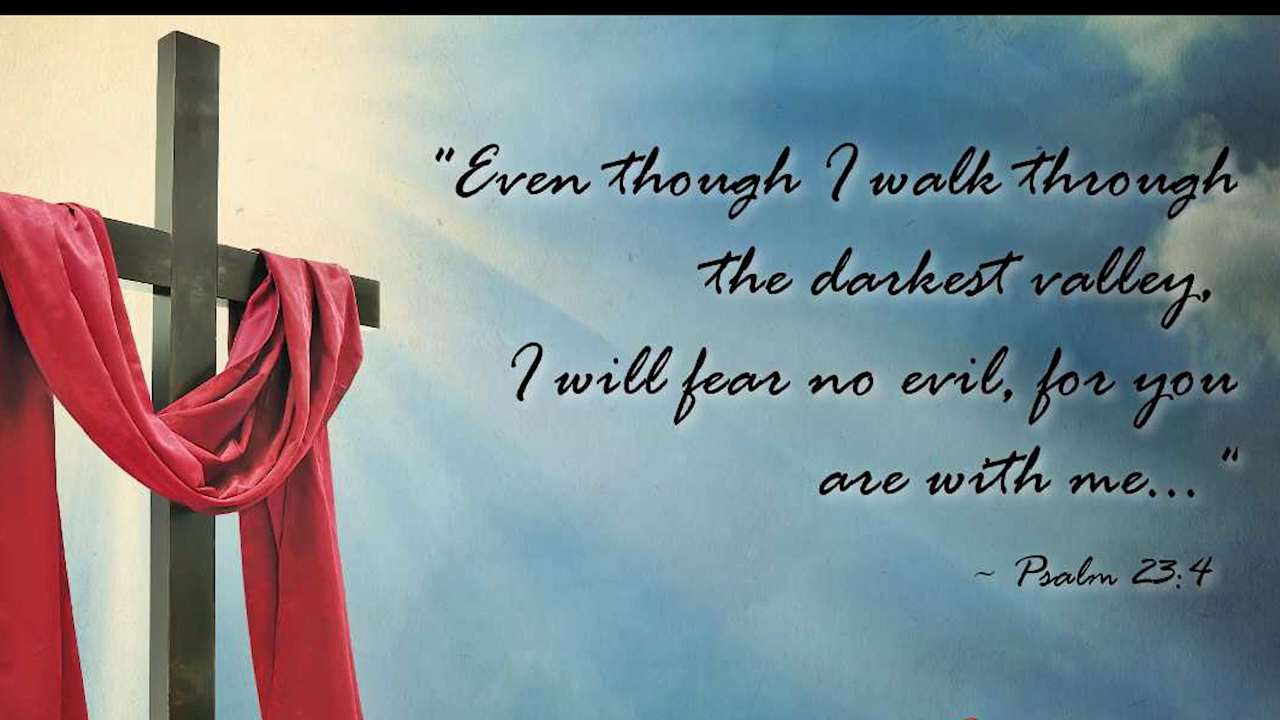 "Even though I walk through
the darkest valley,
I will fear no evil, for you
are with me..."
~ Psalm 23:4